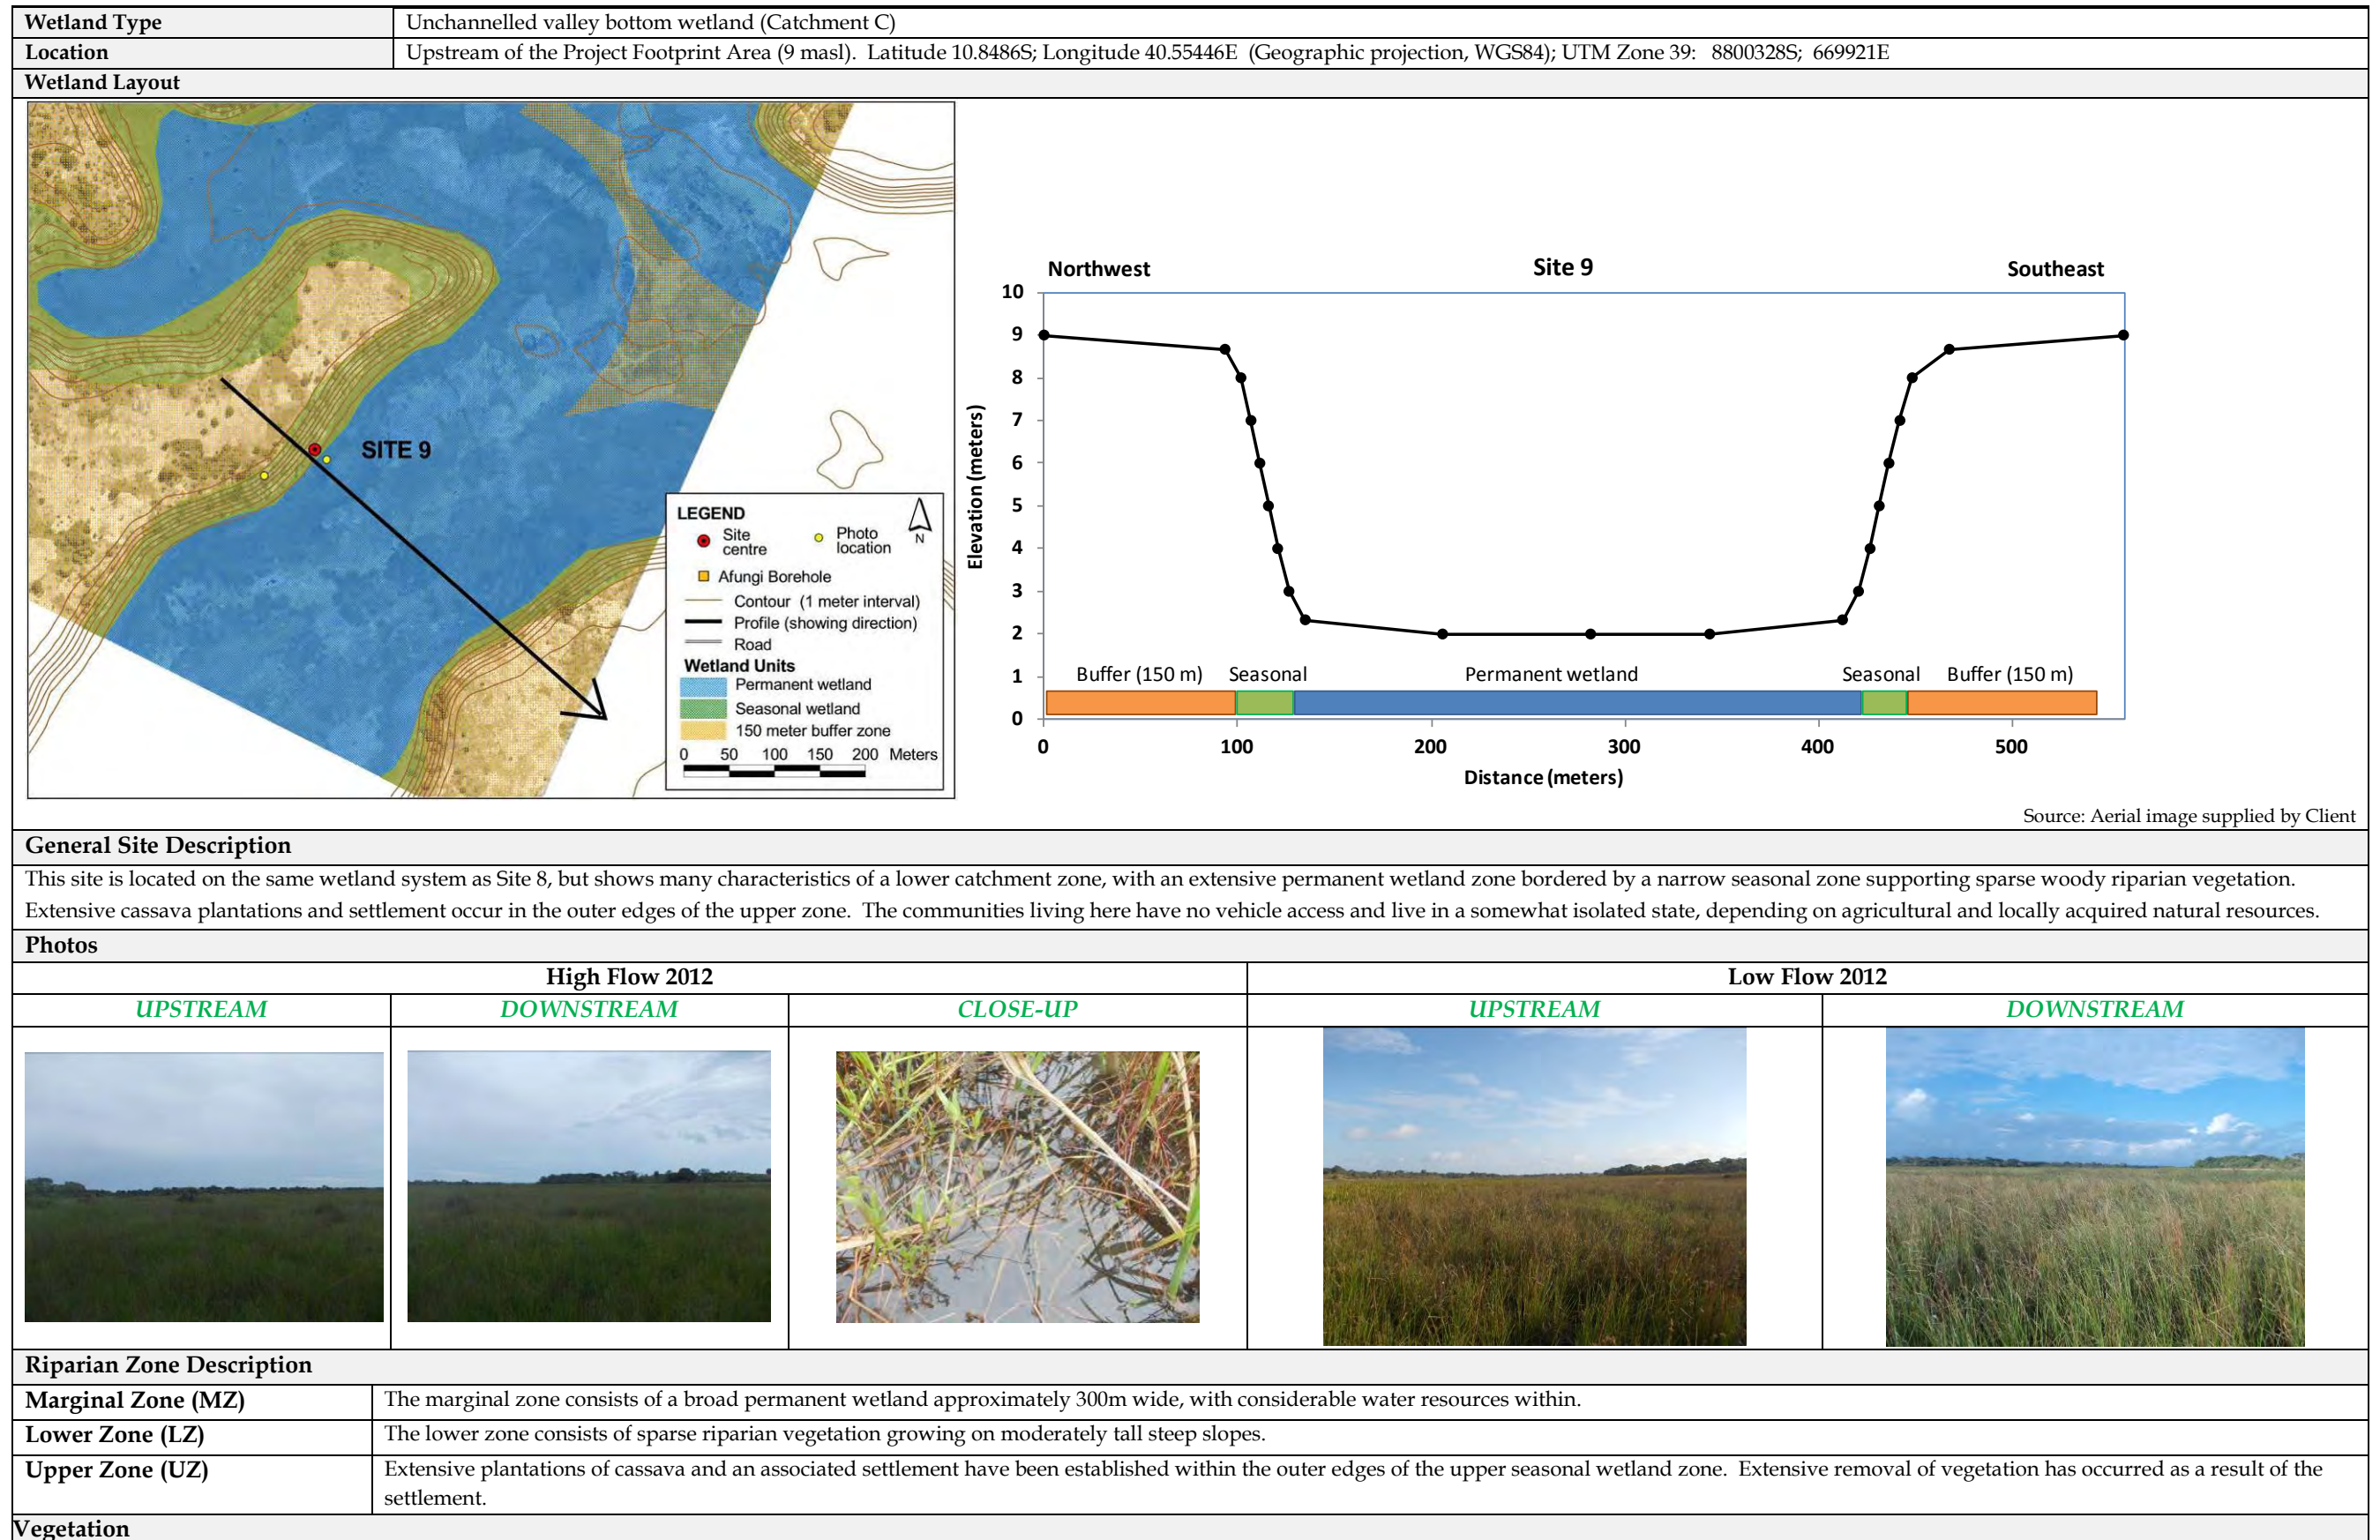 Wetland Type Unchannelled valley bottom wetland (Catchment C)
Location Upstream of the Project Footprint Area (9 masl). Latitude 10.8486S; Longitude 40.55446E (Geographic projection, WGS84); UTM Zone 39: 8800328S; 669921E
Wetland Layout
SITE 9
LEGEND
Site centre
Photo location
N
Afungi Borehole
Contour (1 meter interval)
Profile (showing direction)
Road
Wetland Units
Permanent wetland
Seasonal wetland
150 meter buffer zone
0 50 100 150 200 Meters
Northwest Site 9 Southeast
Elevation (meters)
10
9
8
7
6
5
4
3
2
1
0
Buffer (150 m) Seasonal Permanent wetland Seasonal Buffer (150 m)
0 100 200 300 400 500
Distance (meters)
Source: Aerial image supplied by Client
General Site Description
This site is located on the same wetland system as Site 8, but shows many characteristics of a lower catchment zone, with an extensive permanent wetland zone bordered by a narrow seasonal zone supporting sparse woody riparian vegetation.
Extensive cassava plantations and settlement occur in the outer edges of the upper zone. The communities living here have no vehicle access and live in a somewhat isolated state, depending on agricultural and locally acquired natural resources.
Photos
High Flow 2012 Low Flow 2012
UPSTREAM DOWNSTREAM CLOSE-UP UPSTREAM DOWNSTREAM
Riparian Zone Description
Marginal Zone (MZ) The marginal zone consists of a broad permanent wetland approximately 300m wide, with considerable water resources within.
Lower Zone (LZ) The lower zone consists of sparse riparian vegetation growing on moderately tall steep slopes.
Upper Zone (UZ) Extensive plantations of cassava and an associated settlement have been established within the outer edges of the upper seasonal wetland zone. Extensive removal of vegetation has occurred as a result of the
settlement.
Vegetation